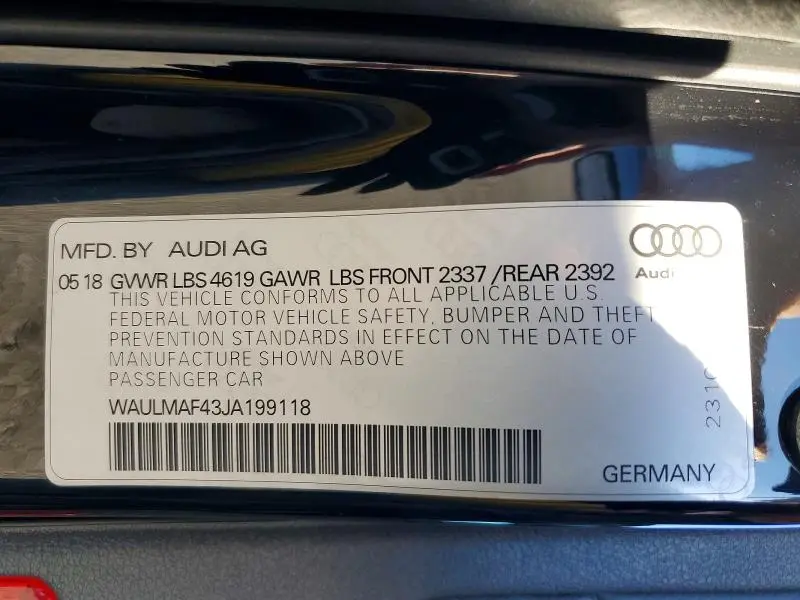 MFD. BY AUDI AG
Audi
05 18 GVWR LBS 4619 GAWR LBS FRONT 2337 /REAR 2392
THIS VEHICLE CONFORMS TO ALL APPLICABLE U.S.
FEDERAL MOTOR VEHICLE SAFETY, BUMPER AND THEFT
PREVENTION STANDARDS IN EFFECT ON THE DATE OF
MANUFACTURE SHOWN ABOVE
PASSENGER CAR
WAULMAF43JA199118
GERMANY